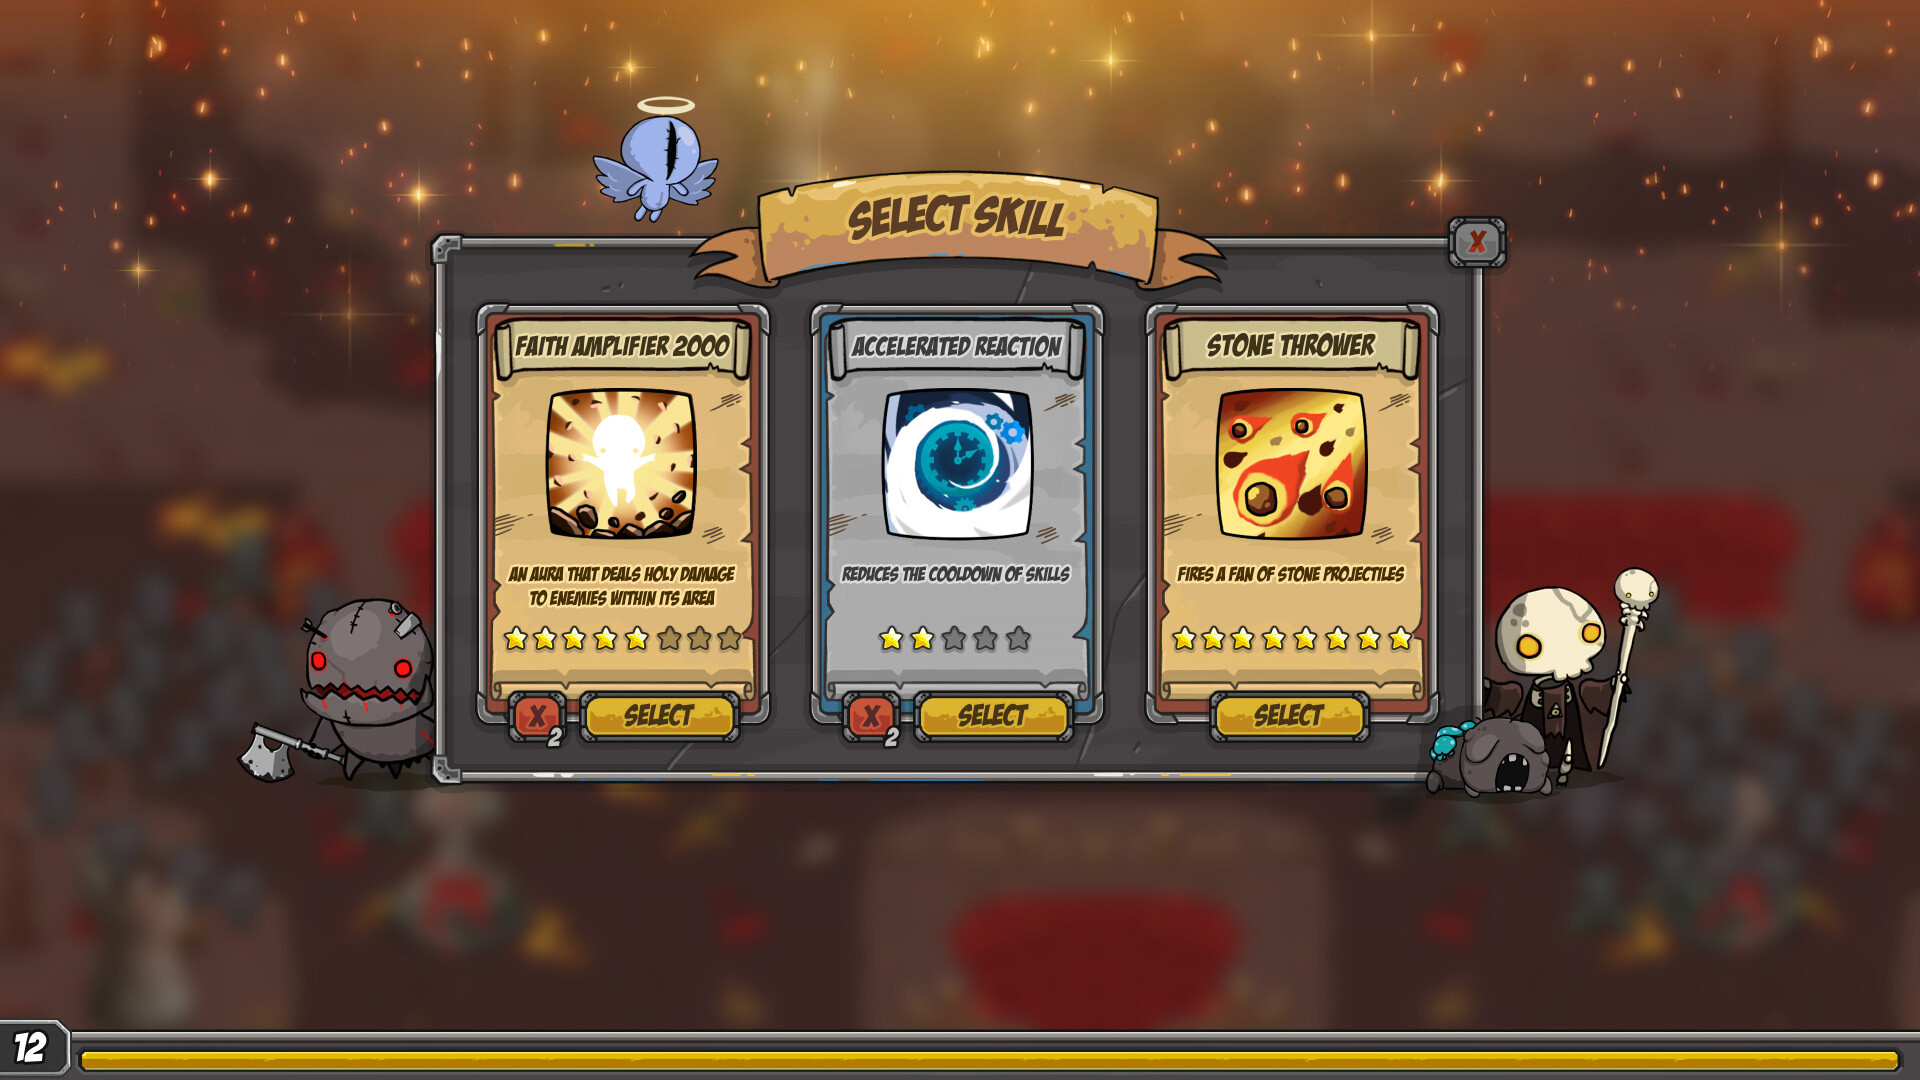 SELECT SKILL
X
FAITH AMPLIFIER 2000
AN AURA THAT DEALS HOLY DAMAGE
TO ENEMIES WITHIN ITS AREA
X
2
SELECT
ACCELERATED REACTION
REDUCES THE COOLDOWN OF SKILLS
X
2
SELECT
STONE THROWER
FIRES A FAN OF STONE PROJECTILES
SELECT
12